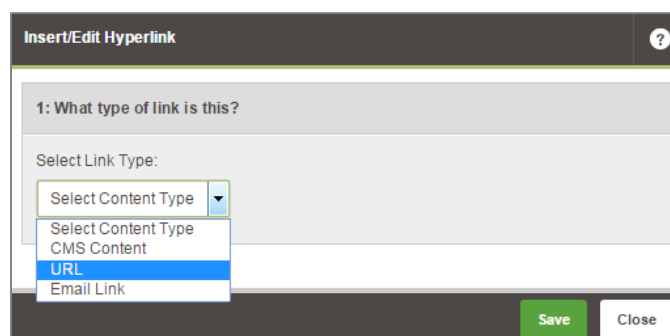 Insert/Edit Hyperlink ?
1: What type of link is this?
Select Link Type:
Select Content Type
Select Content Type
CMS Content
URL
Email Link
Save Close